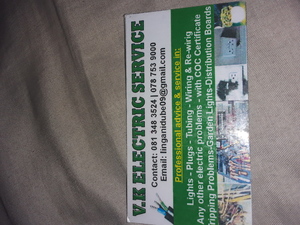 V.K ELECTRIC SERVICE
Contact: 081 348 3524 | 078 753 9000
Email: linganidube09@gmail.com
Professional advice & service in:
Lights - Plugs - Tubing - Wiring & Re-wirig
Any other electric problems - with COC Certificate
Tripping Problems-Garden Lights-Distribution Boards